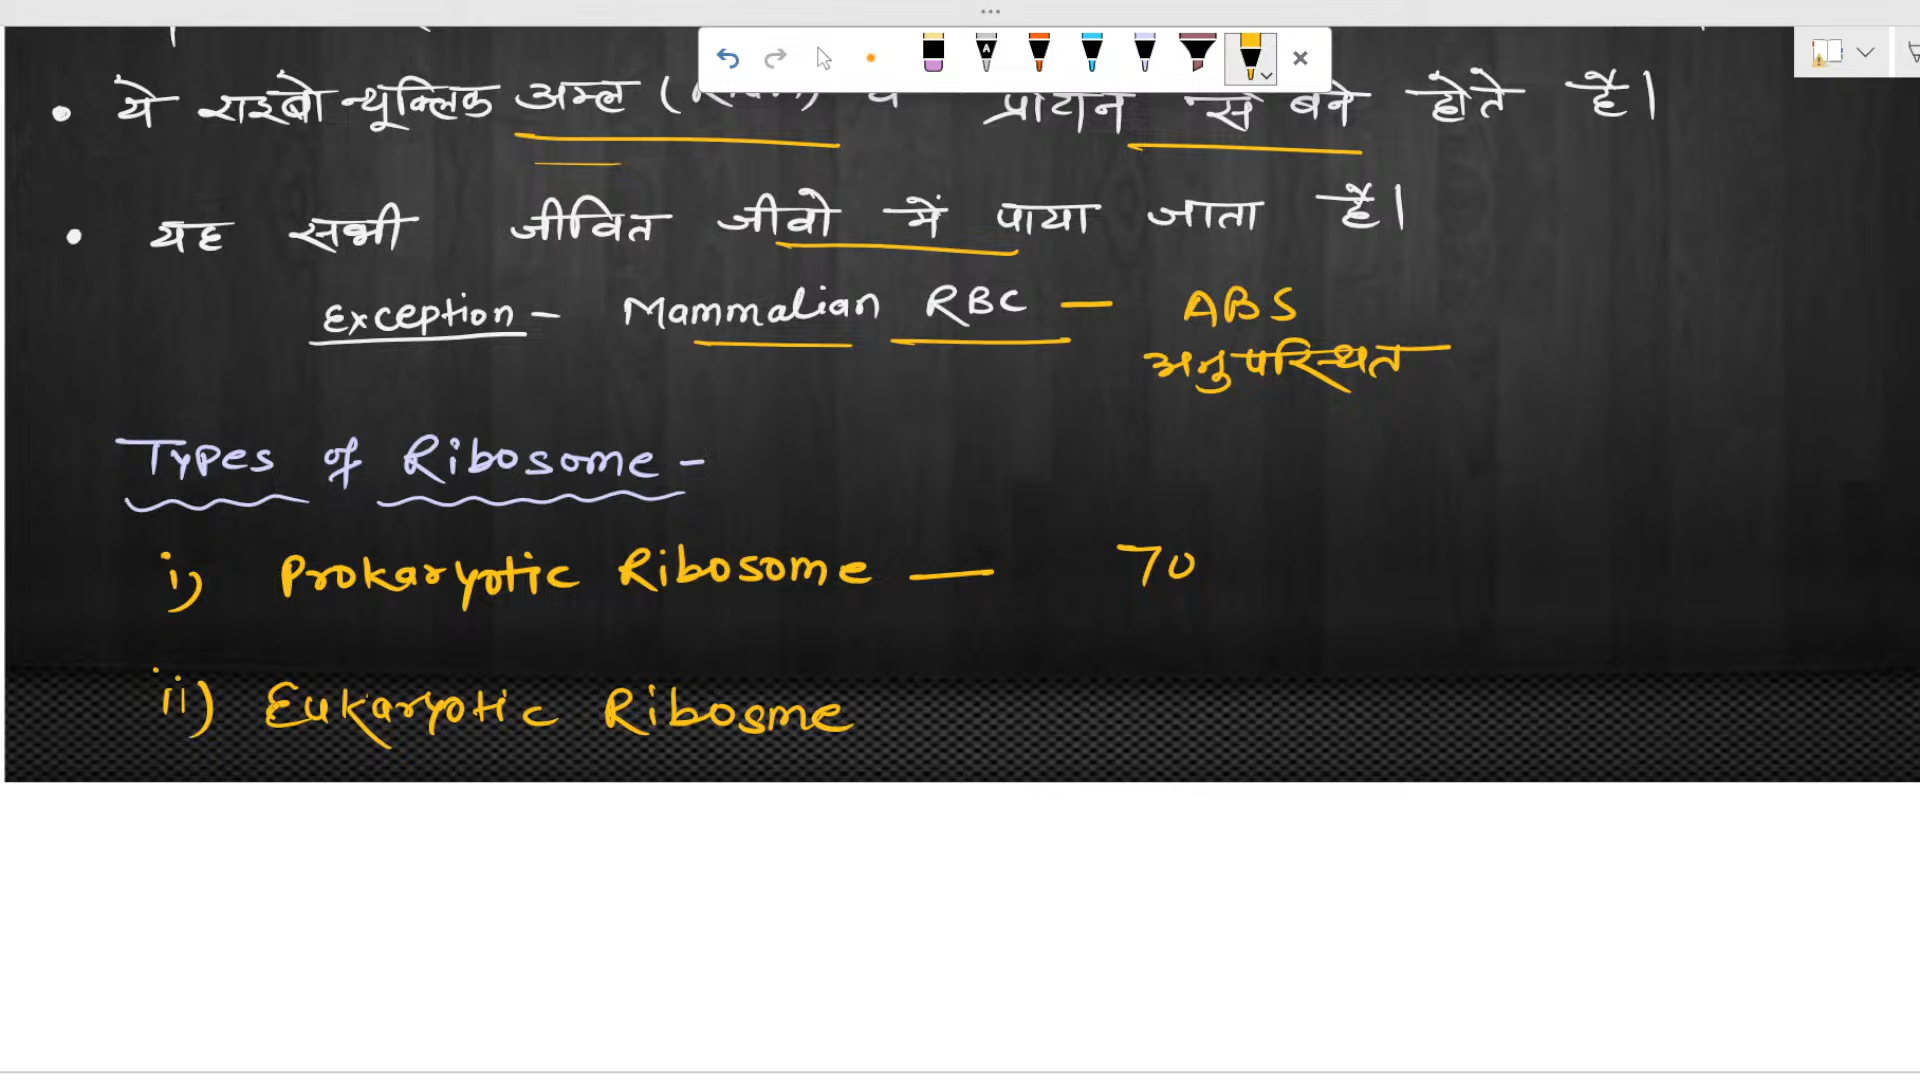 • ये राइबो न्यूक्लिक अम्ल ( प्रोटीन से बने होते है।
• यह सभी जीवित जीवो में पाया जाता है।
Exception - Mammalian RBC — ABS
अनुपस्थित
Types of Ribosome -
i) Prokaryotic Ribosome — 70
ii) Eukaryotic Ribosme